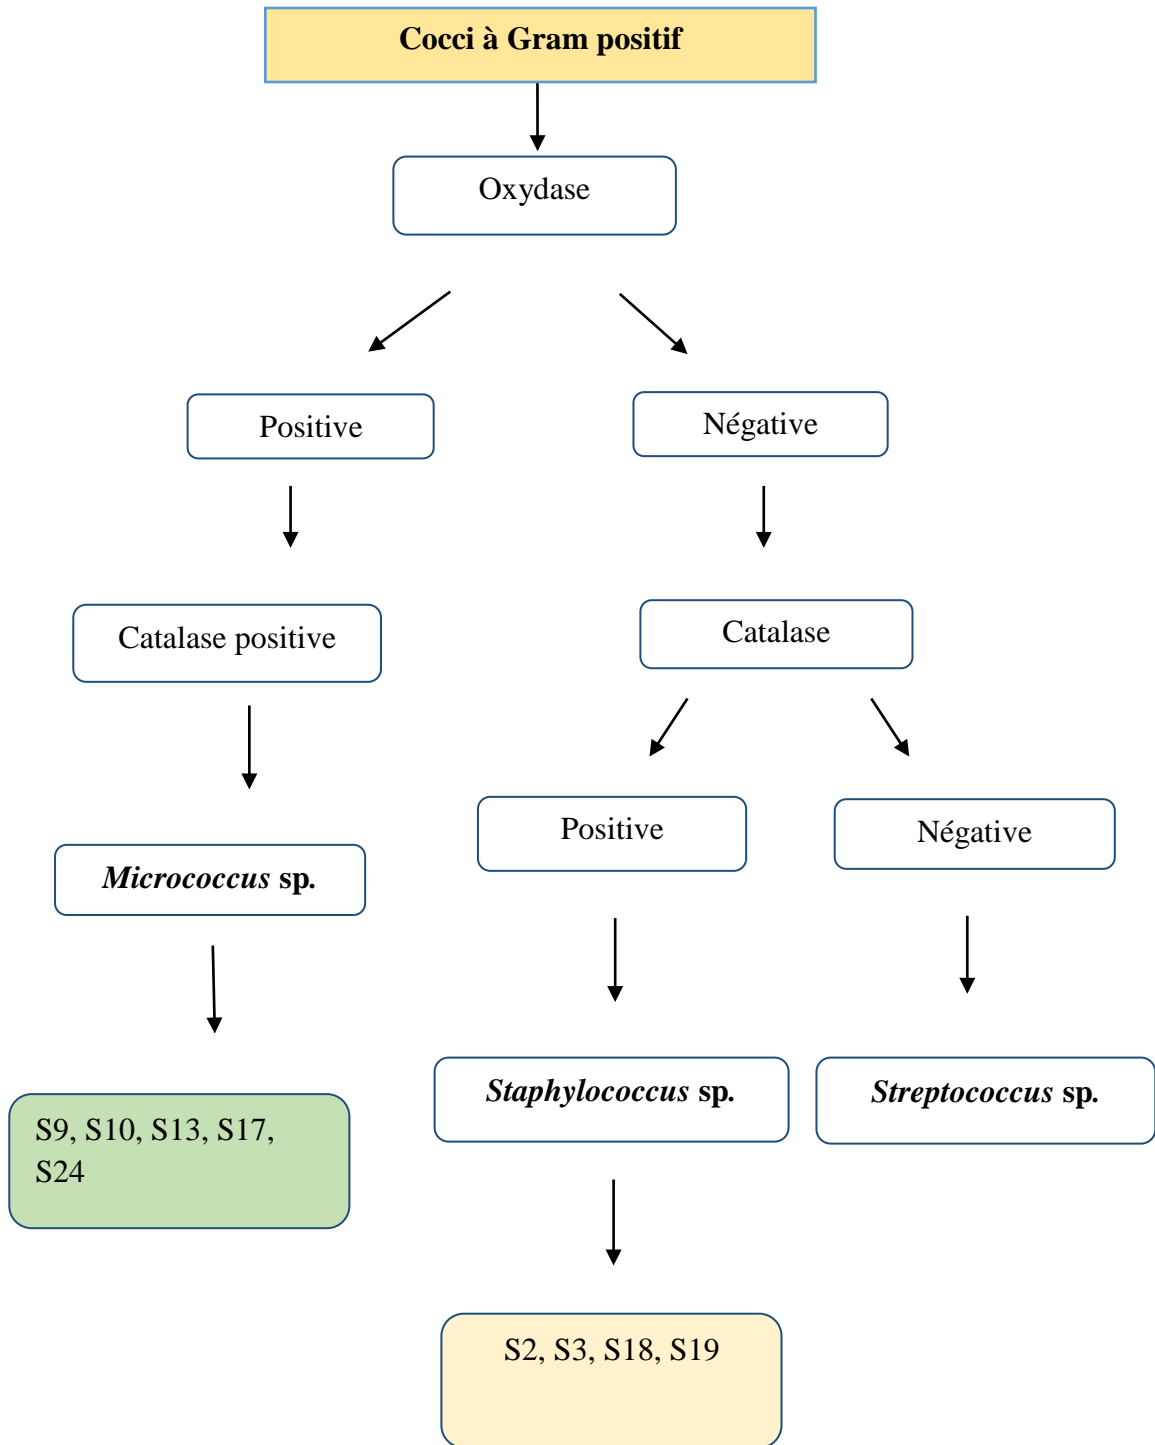 Cocci à Gram positif
Oxydase
Positive
Négative
Catalase positive
Catalase
Positive
Négative
Micrococcus sp.
Staphylococcus sp.
Streptococcus sp.
S9, S10, S13, S17,
S24
S2, S3, S18, S19